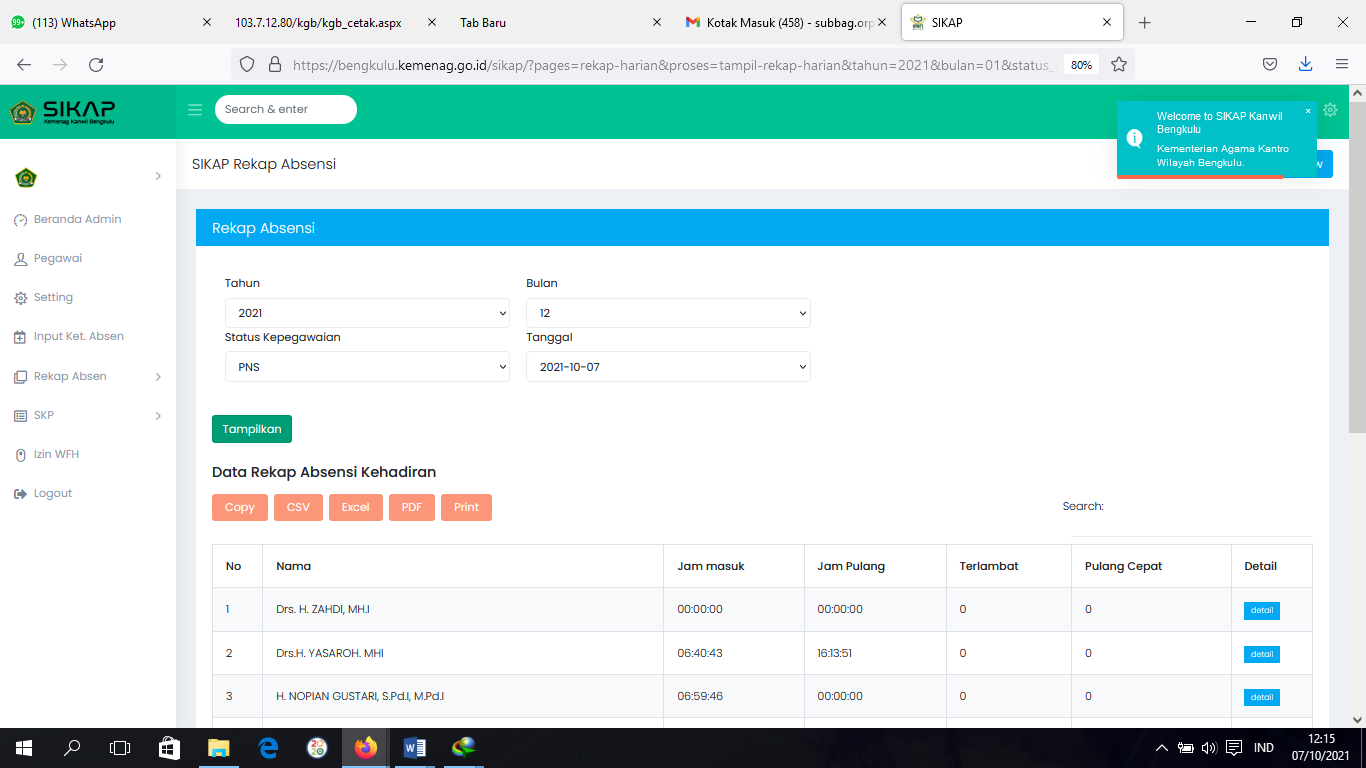 99+ (113) WhatsApp
103.7.12.80/kgb/kgb_cetak.aspx
Tab Baru
Kotak Masuk (458) - subbag.orp
SIKAP
https://bengkulu.kemenag.go.id/sikap/?pages=rekap-harian&proses=tampil-rekap-harian&tahun=2021&bulan=01&status_
80%
SIKAP
Kemenag Kanwil Bengkulu
Search & enter
Welcome to SIKAP Kanwil
Bengkulu
Kementerian Agama Kantro
Wilayah Bengkulu.
SIKAP Rekap Absensi
Beranda Admin
Pegawai
Setting
Input Ket. Absen
Rekap Absen
SKP
Izin WFH
Logout
Rekap Absensi
Tahun Bulan
2021 12
Status Kepegawaian Tanggal
PNS 2021-10-07
Tampilkan
Data Rekap Absensi Kehadiran
Copy CSV Excel PDF Print Search:
No Nama Jam masuk Jam Pulang Terlambat Pulang Cepat Detail
1 Drs. H. ZAHDI, MH.I 00:00:00 00:00:00 0 0 detail
2 Drs.H. YASAROH. MHI 06:40:43 16:13:51 0 0 detail
3 H. NOPIAN GUSTARI, S.Pd.I, M.Pd.I 06:59:46 00:00:00 0 0 detail
IND
12:15
07/10/2021